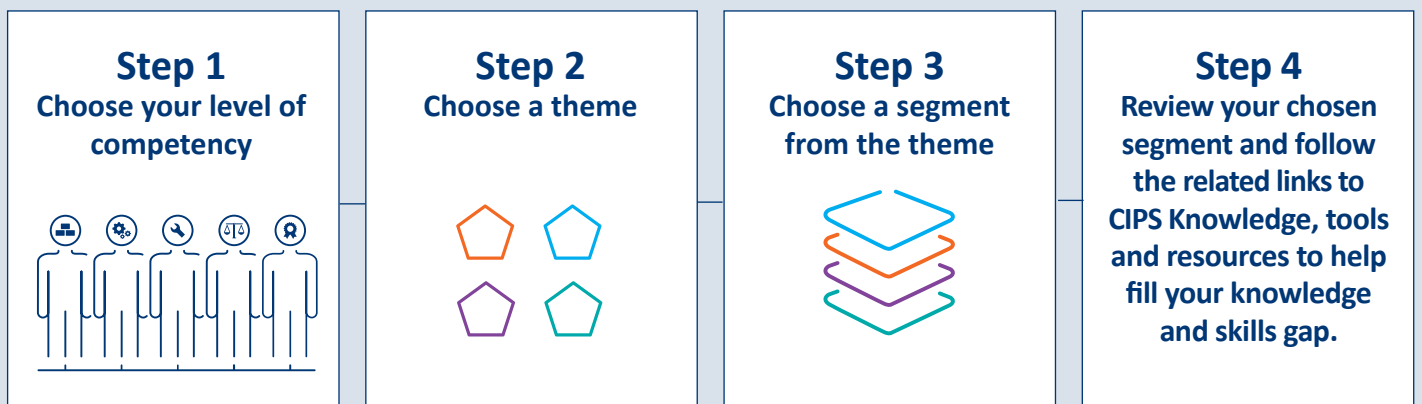 Step 1
Choose your level of
competency
Step 2
Choose a theme
Step 3
Choose a segment
from the theme
Step 4
Review your chosen
segment and follow
the related links to
CIPS Knowledge, tools
and resources to help
fill your knowledge
and skills gap.